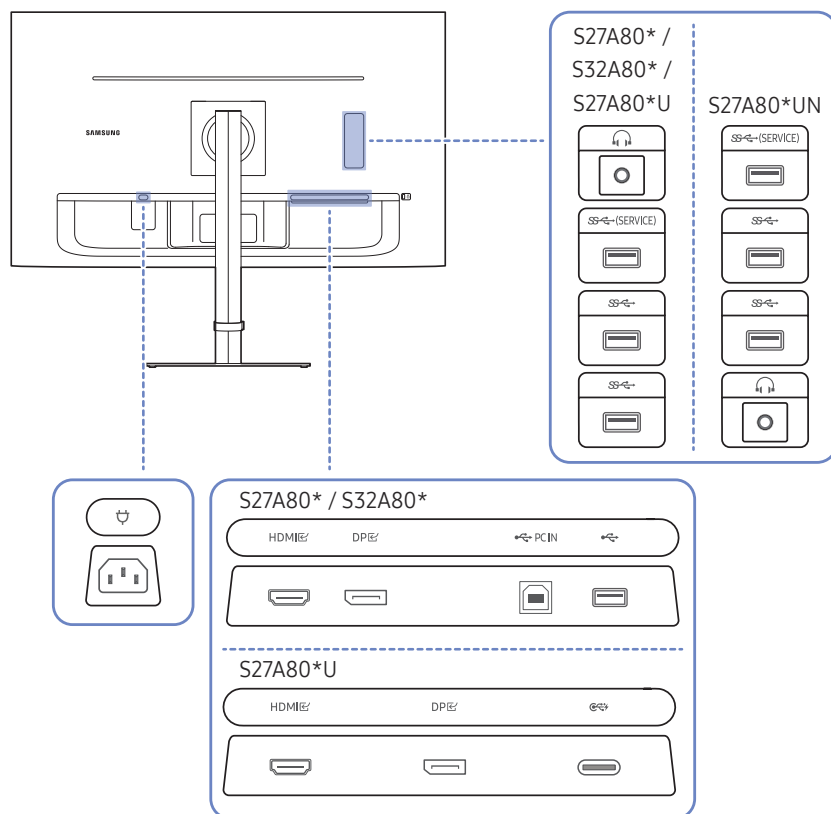 SAMSUNG
S27A80* /
S32A80* /
S27A80*U
S27A80*UN
(SERVICE)
(SERVICE)
S27A80* / S32A80*
HDMI DP PC IN
S27A80*U
HDMI DP